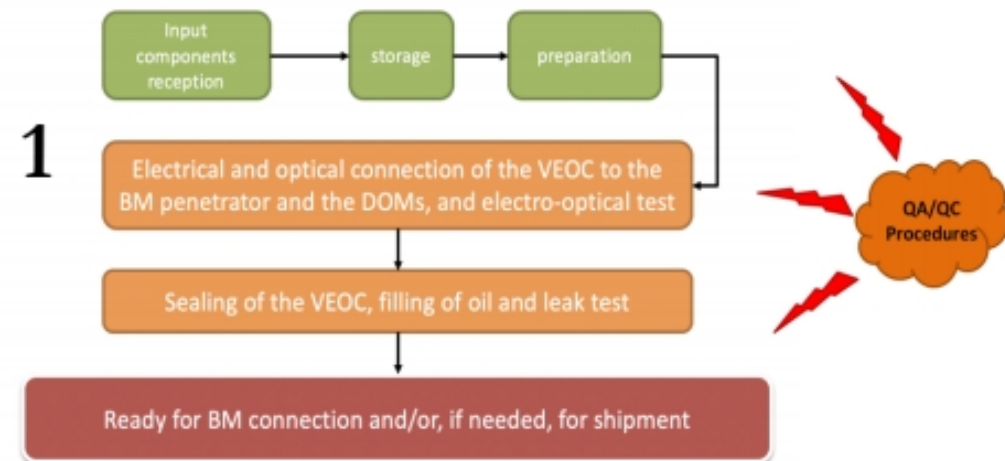 Input
components
reception
storage
preparation
1
Electrical and optical connection of the VEOC to the
BM penetrator and the DOMs, and electro-optical test
QA/QC
Procedures
Sealing of the VEOC, filling of oil and leak test
Ready for BM connection and/or, if needed, for shipment